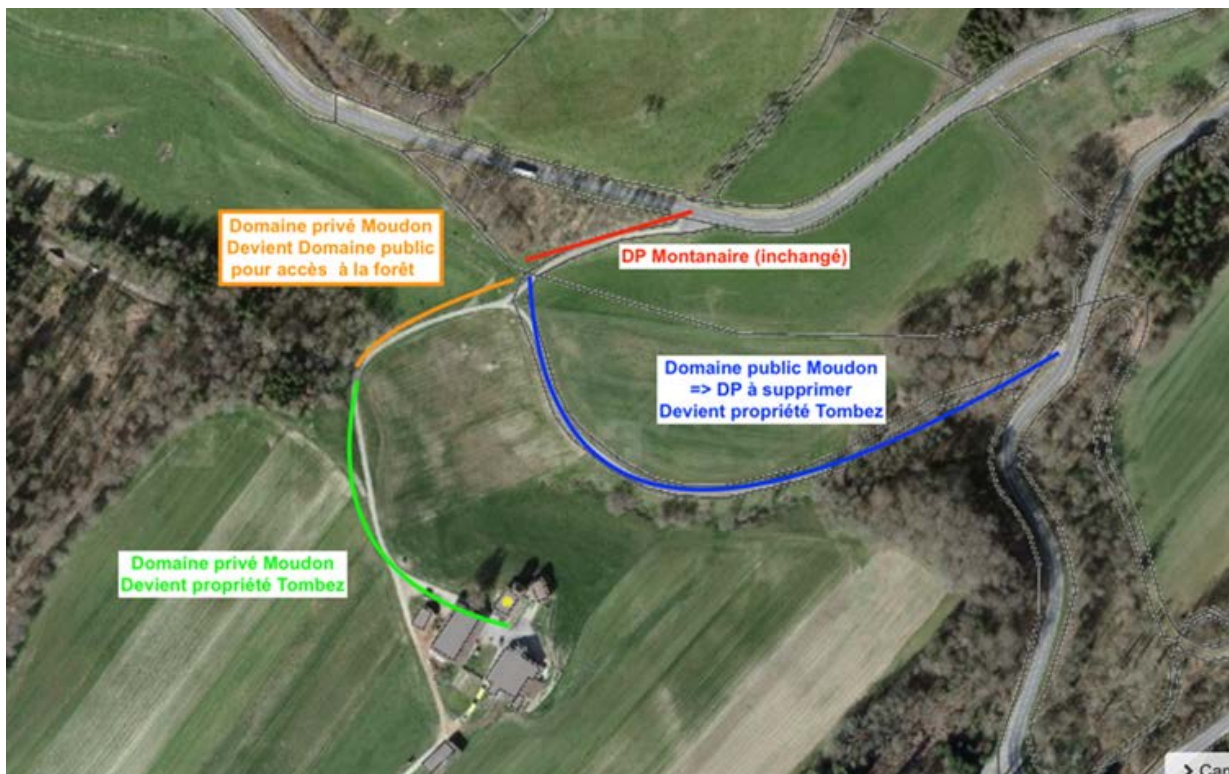 Domaine privé Moudon
Devient Domaine public
pour accès à la forêt
DP Montanaire (inchangé)
Domaine public Moudon
=> DP à supprimer
Devient propriété Tombez
Domaine privé Moudon
Devient propriété Tombez
> Car